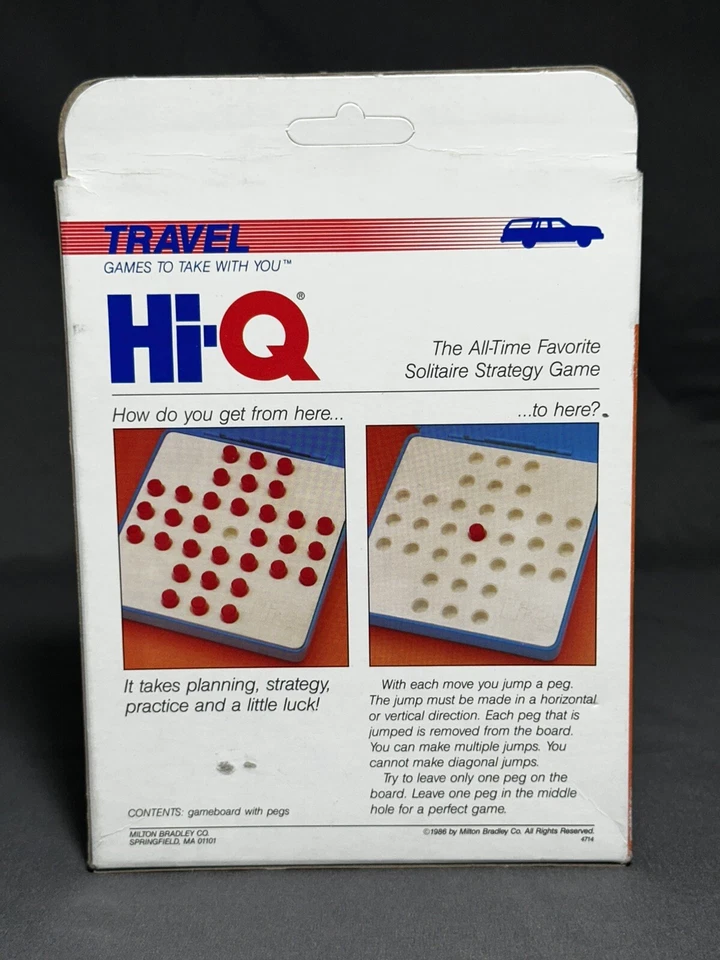 TRAVEL
GAMES TO TAKE WITH YOU™
Hi-Q®
The All-Time Favorite
Solitaire Strategy Game
How do you get from here...
...to here?
It takes planning, strategy,
practice and a little luck!
With each move you jump a peg.
The jump must be made in a horizontal
or vertical direction. Each peg that is
jumped is removed from the board.
You can make multiple jumps. You
cannot make diagonal jumps.
Try to leave only one peg on the
board. Leave one peg in the middle
hole for a perfect game.
CONTENTS: gameboard with pegs
MILTON BRADLEY CO.
SPRINGFIELD, MA 01101
©1986 by Milton Bradley Co. All Rights Reserved.
4714